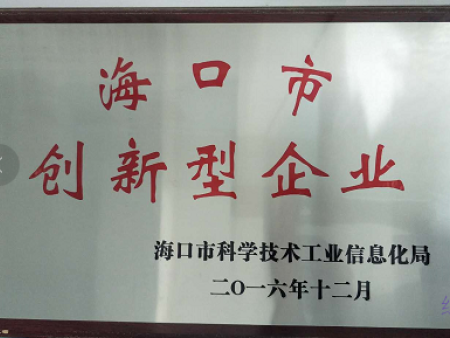 海口市
创新型企业
海口市科学技术工业信息化局
二O一六年十二月